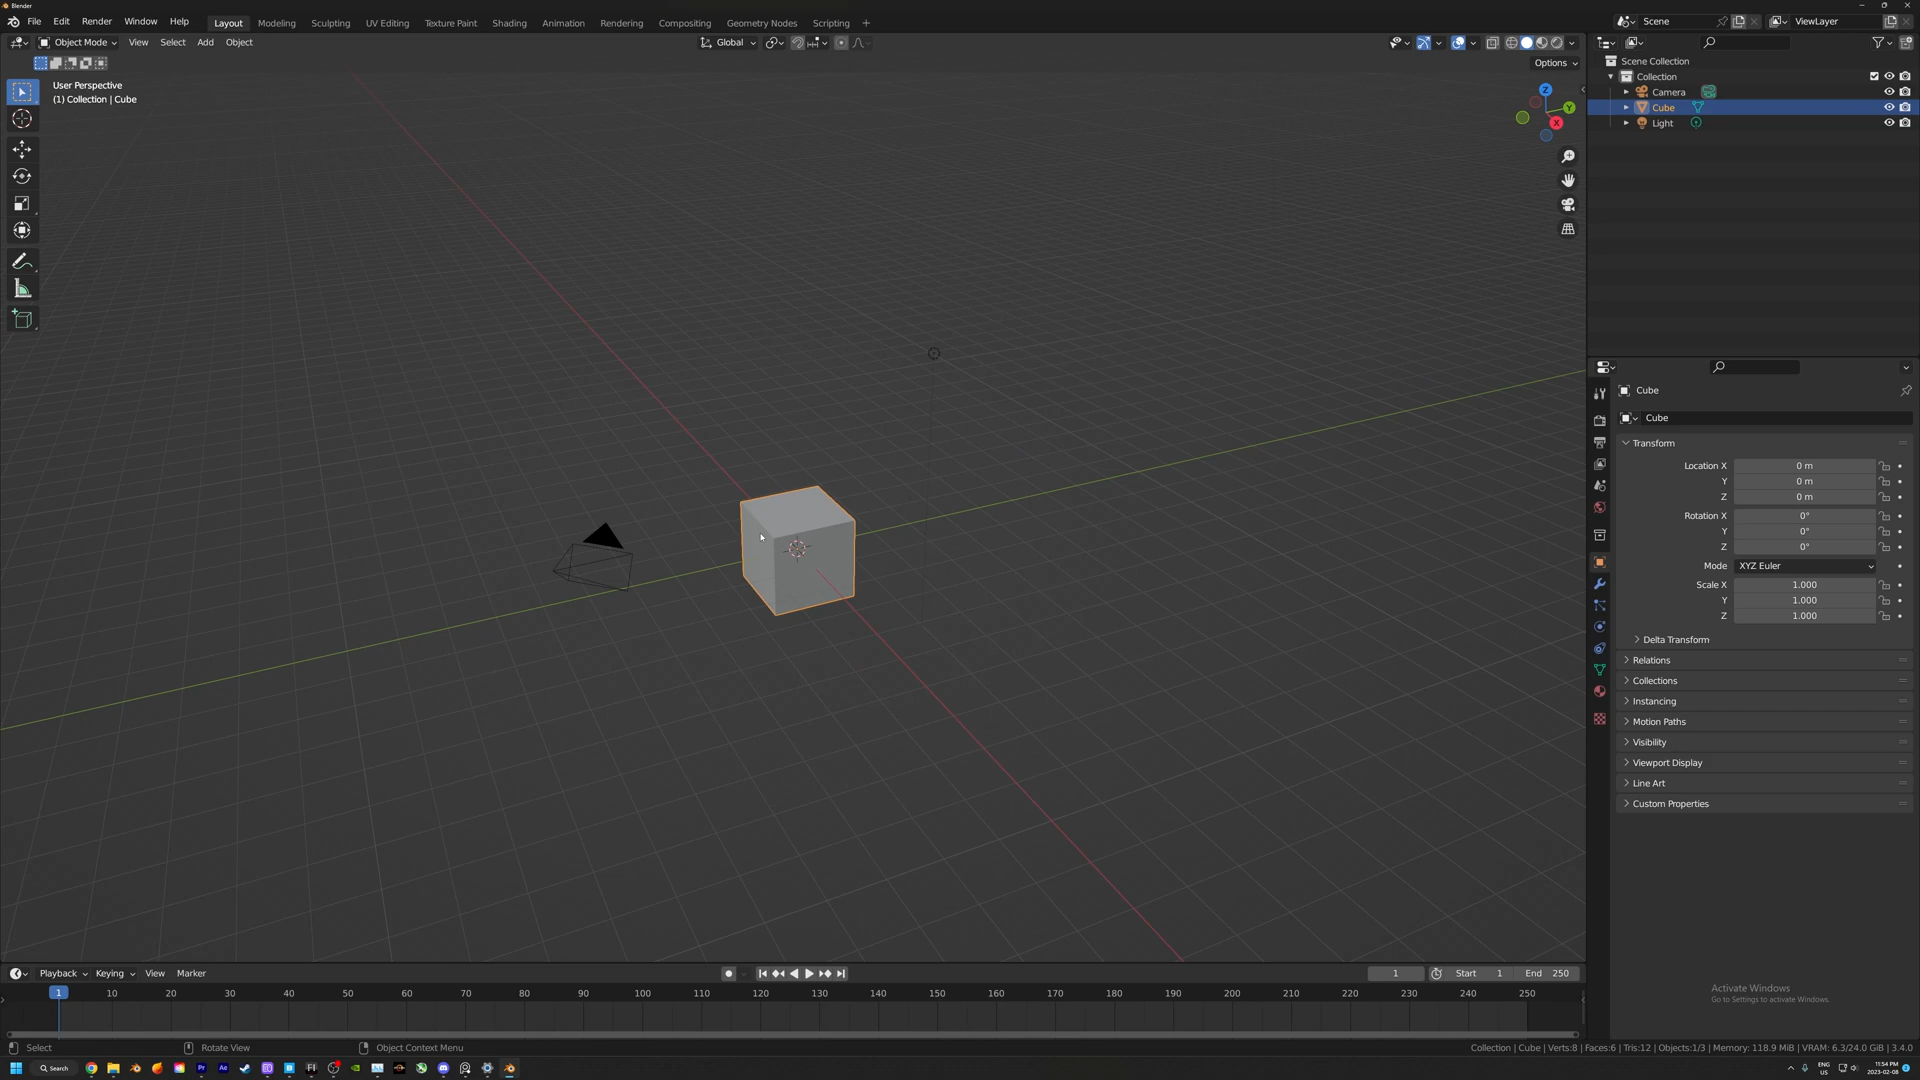 Blender
File Edit Render Window Help Layout Modeling Sculpting UV Editing Texture Paint Shading Animation Rendering Compositing Geometry Nodes Scripting + Scene ViewLayer
Object Mode View Select Add Object Global
Options
User Perspective
(1) Collection | Cube
Z
Y
X
Scene Collection
Collection
Camera
Cube
Light
Cube
Cube
Transform
Location X 0 m
Y 0 m
Z 0 m
Rotation X 0°
Y 0°
Z 0°
Mode XYZ Euler
Scale X 1.000
Y 1.000
Z 1.000
Delta Transform
Relations
Collections
Instancing
Motion Paths
Visibility
Viewport Display
Line Art
Custom Properties
Activate Windows
Go to Settings to activate Windows.
Playback Keying View Marker 1 Start 1 End 250
1 10 20 30 40 50 60 70 80 90 100 110 120 130 140 150 160 170 180 190 200 210 220 230 240 250
Select Rotate View Object Context Menu Collection | Cube | Verts:8 | Faces:6 | Tris:12 | Objects:1/3 | Memory: 118.9 MiB | VRAM: 6.3/24.0 GiB | 3.4.0
Search Pr Ae ENG 11:54 PM
US 2023-02-08